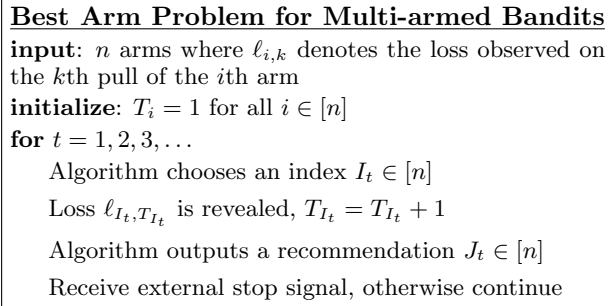 Best Arm Problem for Multi-armed Bandits
input: n arms where ℓ_{i,k} denotes the loss observed on
the kth pull of the ith arm
initialize: T_i = 1 for all i ∈ [n]
for t = 1, 2, 3, . . .
Algorithm chooses an index I_t ∈ [n]
Loss ℓ_{I_t,T_{I_t}} is revealed, T_{I_t} = T_{I_t} + 1
Algorithm outputs a recommendation J_t ∈ [n]
Receive external stop signal, otherwise continue